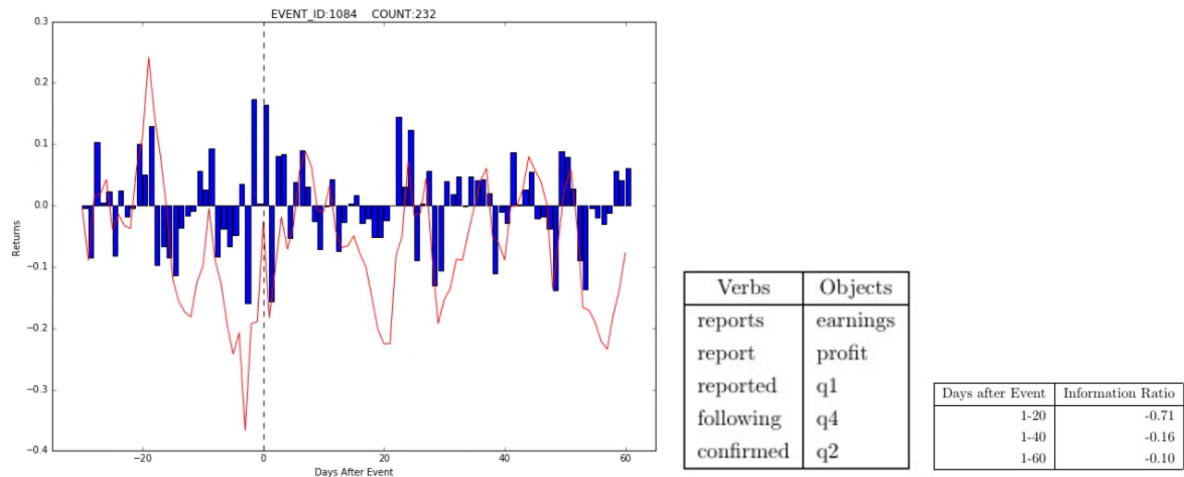 EVENT_ID:1084 COUNT:232
0.3
0.2
0.1
0.0
−0.1
−0.2
−0.3
−0.4
Returns
−20 0 20 40 60
Days After Event
Verbs Objects
reports earnings
report profit
reported q1
following q4
confirmed q2
Days after Event Information Ratio
1-20 -0.71
1-40 -0.16
1-60 -0.10